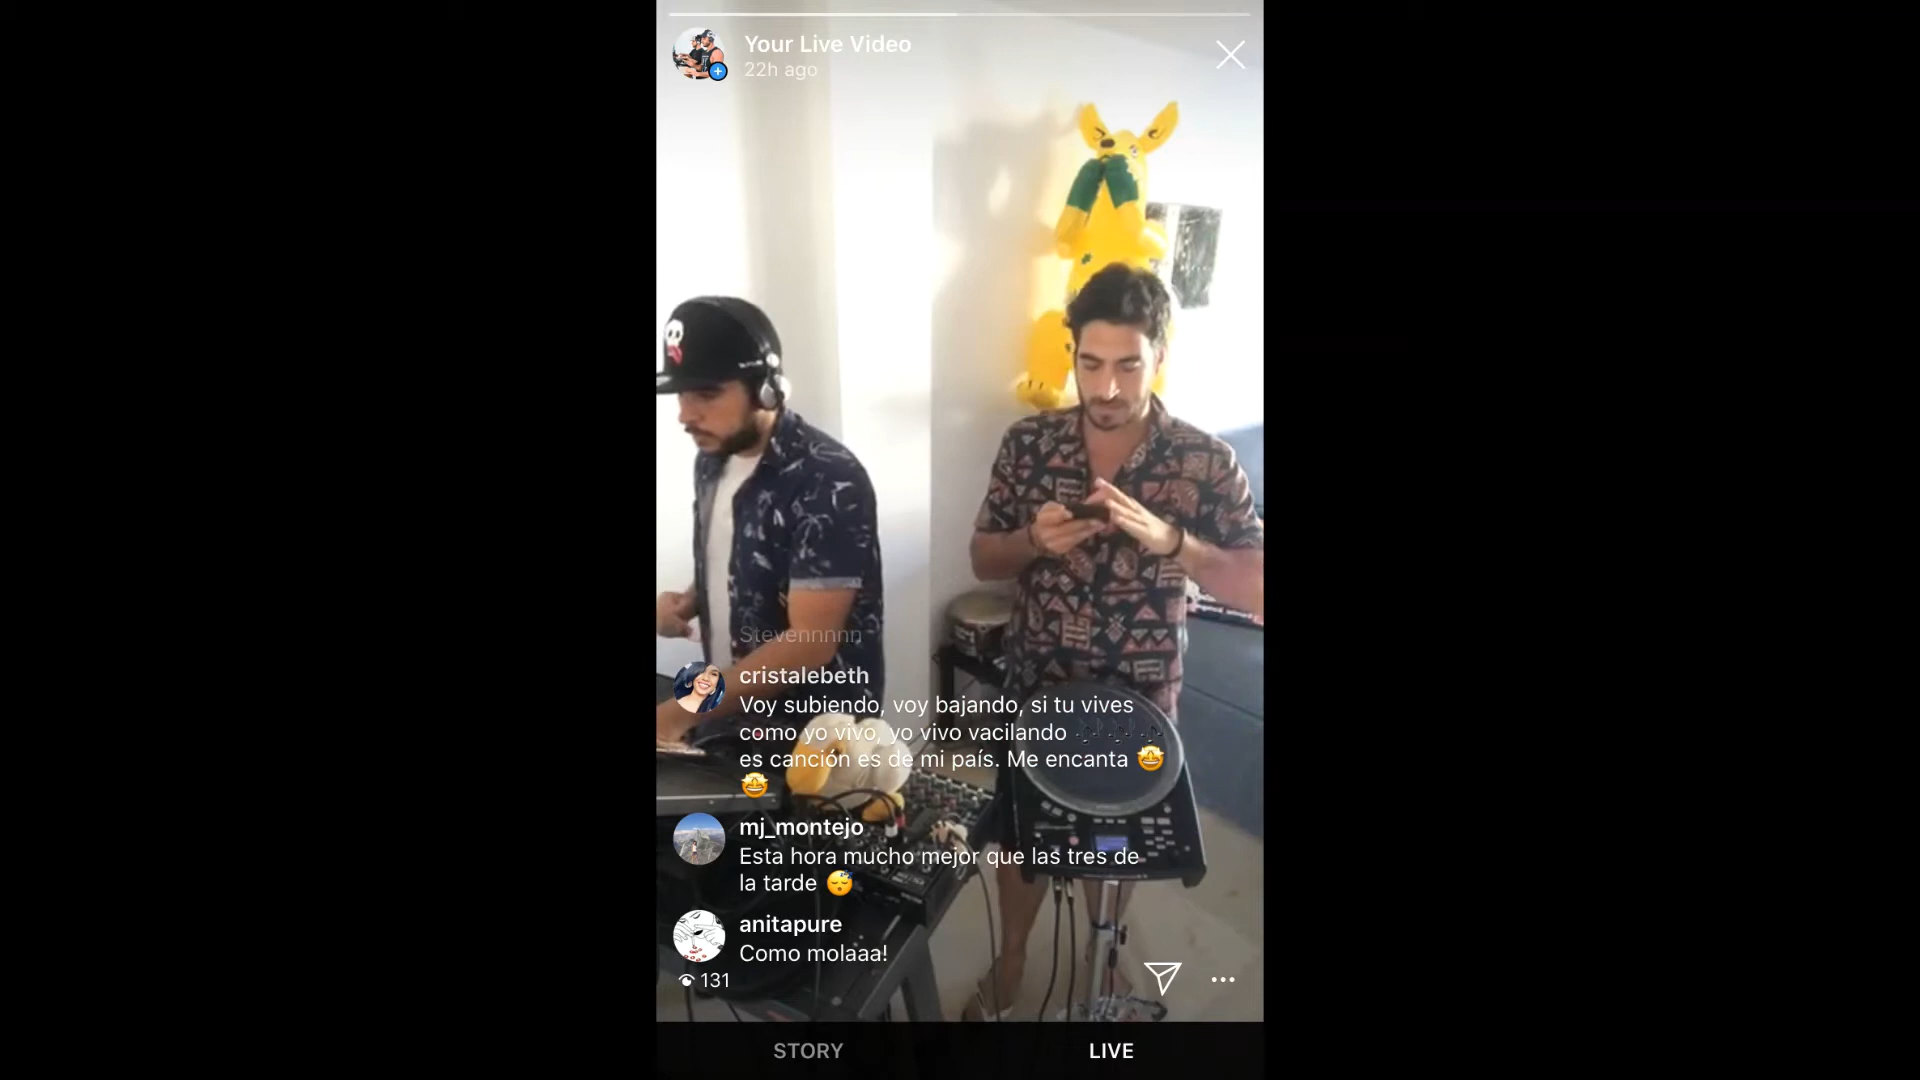 Your Live Video
22h ago
Stevennnnn
cristalebeth
Voy subiendo, voy bajando, si tu vives
como yo vivo, yo vivo vacilando 🎶 🎶 🎶
es canción es de mi país. Me encanta 🤩
🤩
mj_montejo
Esta hora mucho mejor que las tres de
la tarde 😴
anitapure
Como molaaa!
131
STORY
LIVE